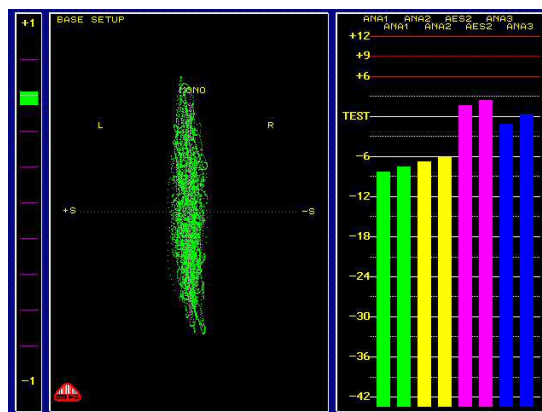 +1
-1
BASE SETUP
MONO
L
R
+S
-S
ANA1 ANA2 AES2 ANA3
ANA1 ANA2 AES2 ANA3
+12
+9
+6
TEST
-6
-12
-18
-24
-30
-36
-42